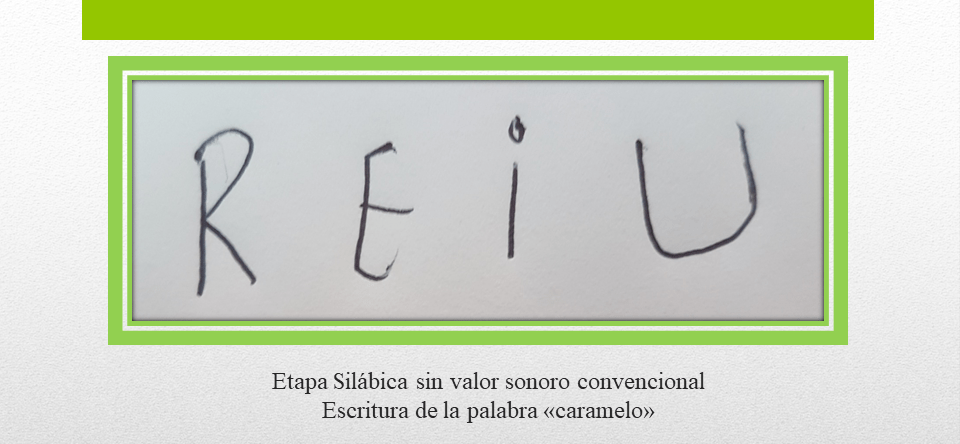 R E i U
Etapa Silábica sin valor sonoro convencional
Escritura de la palabra «caramelo»